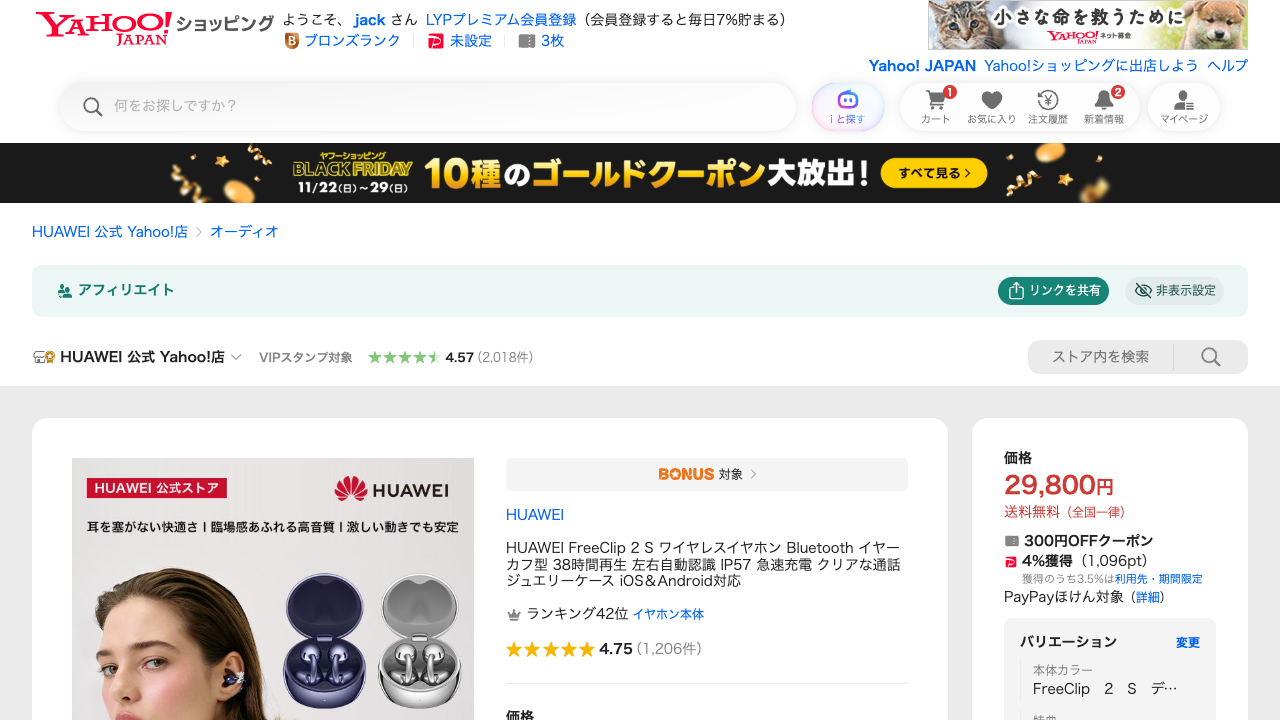 YAHOO! JAPAN ショッピング
ようこそ、 jack さん LYPプレミアム会員登録（会員登録すると毎日7%貯まる）
ブロンズランク 未設定 3枚
小さな命を救うために
YAHOO! JAPAN ネット募金
Yahoo! JAPAN Yahoo!ショッピングに出店しよう ヘルプ
何をお探しですか？
i と探す
1
カート
お気に入り
注文履歴
2
新着情報
マイページ
ヤフーショッピング
BLACK FRIDAY
11/22(日)～29(日)
10種のゴールドクーポン大放出！
すべて見る
HUAWEI 公式 Yahoo!店 オーディオ
アフィリエイト
リンクを共有
非表示設定
HUAWEI 公式 Yahoo!店 VIPスタンプ対象 4.57 (2,018件)
ストア内を検索
HUAWEI 公式ストア
HUAWEI
耳を塞がない快適さ | 臨場感あふれる高音質 | 激しい動きでも安定
BONUS 対象
HUAWEI
HUAWEI FreeClip 2 S ワイヤレスイヤホン Bluetooth イヤー
カフ型 38時間再生 左右自動認識 IP57 急速充電 クリアな通話
ジュエリーケース iOS＆Android対応
ランキング42位 イヤホン本体
4.75 (1,206件)
価格
価格
29,800円
送料無料（全国一律）
300円OFFクーポン
4%獲得（1,096pt）
獲得のうち3.5%は利用先・期間限定
PayPayほけん対象（詳細）
バリエーション 変更
本体カラー
FreeClip 2 S デ…
特典